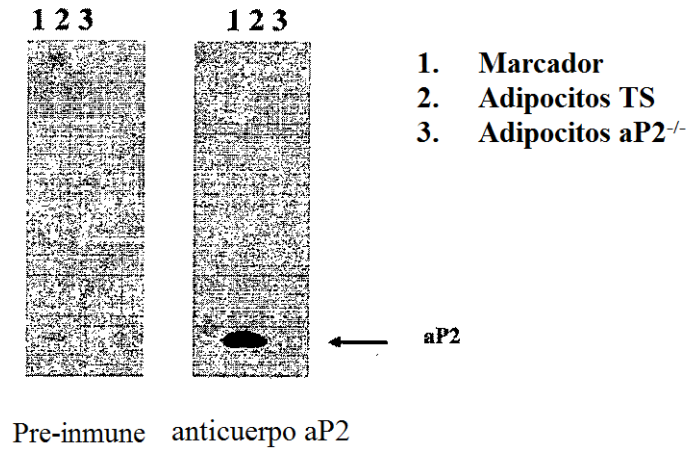 1 2 3
1 2 3
1. Marcador
2. Adipocitos TS
3. Adipocitos aP2-/-
aP2
Pre-inmune
anticuerpo aP2